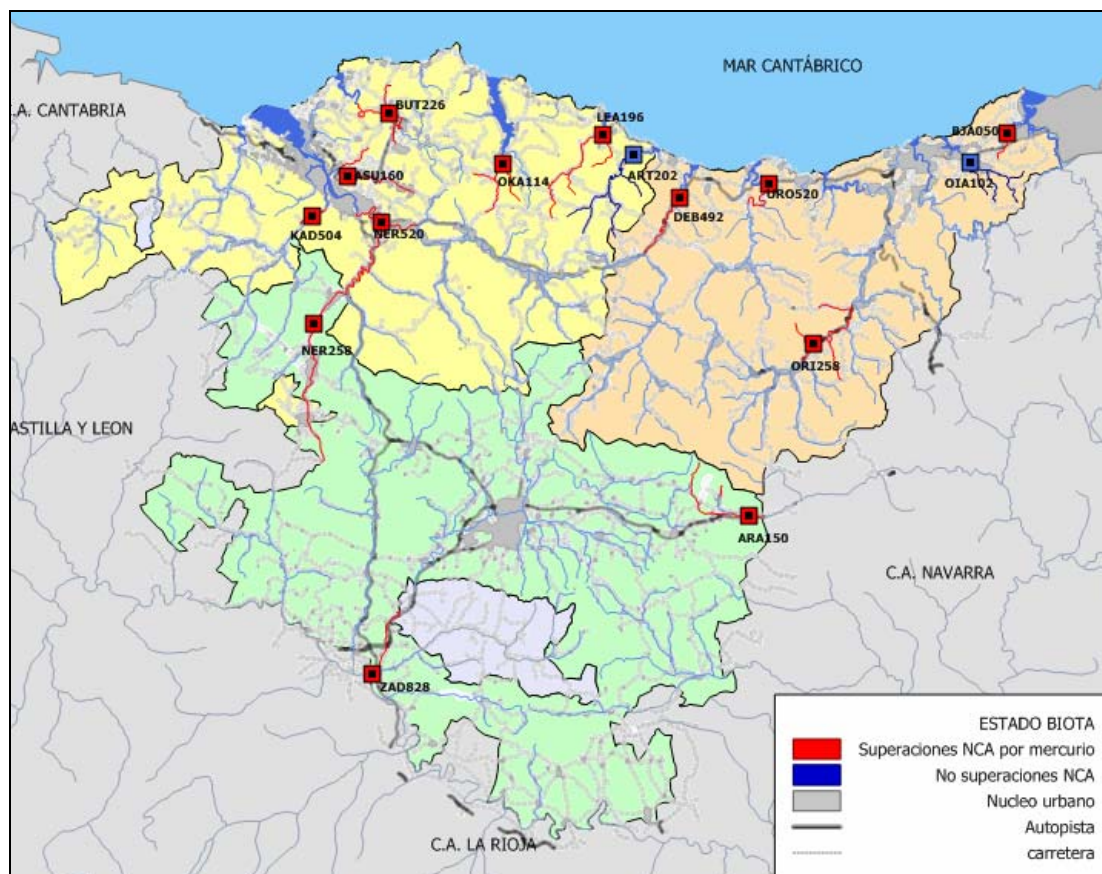 MAR CANTÁBRICO
.A. CANTABRIA
BUT226
LEA196
BJA050
ASU160
OKA114
ART202
OIA102
URO520
DEB492
KAD504
NER520
NER258
ORI258
ASTILLA Y LEON
ARA150
C.A. NAVARRA
ZAD828
C.A. LA RIOJA
ESTADO BIOTA
Superaciones NCA por mercurio
No superaciones NCA
Nucleo urbano
Autopista
carretera